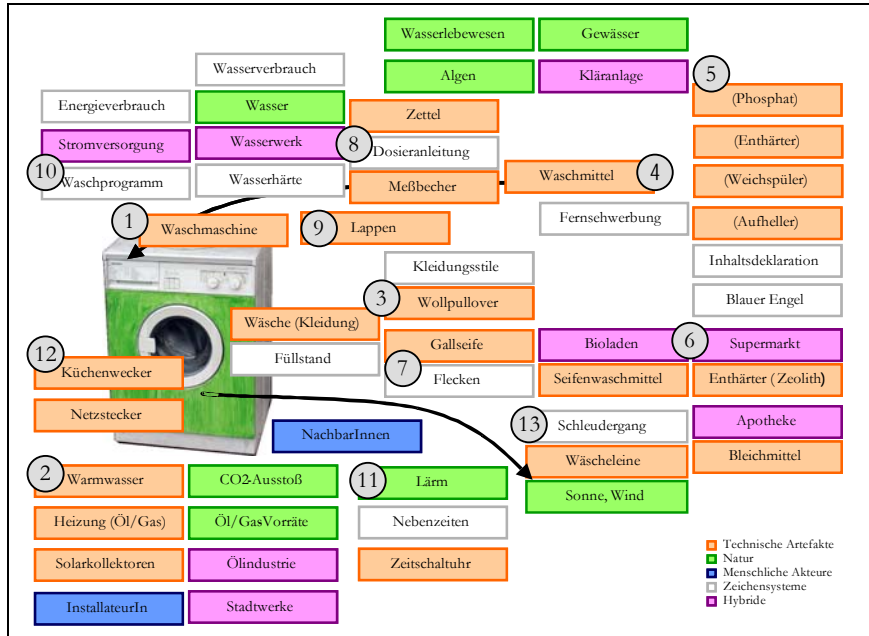 Wasserlebewesen
Gewässer
Wasserverbrauch
Algen
Kläranlage
5
(Phosphat)
Energieverbrauch
Wasser
Zettel
(Enthärter)
Stromversorgung
Wasserwerk
8
Dosieranleitung
10
Waschprogramm
Wasserhärte
Meßbecher
Waschmittel
4
(Weichspüler)
1
Waschmaschine
9
Lappen
Fernsehwerbung
(Aufheller)
Kleidungsstile
Inhaltsdeklaration
3
Wollpullover
Blauer Engel
Wäsche (Kleidung)
Gallseife
Bioladen
6
Supermarkt
12
Küchenwecker
Füllstand
7
Flecken
Seifenwaschmittel
Enthärter (Zeolith)
Netzstecker
NachbarInnen
13
Schleudergang
Apotheke
Wäscheleine
Bleichmittel
2
Warmwasser
CO2-Ausstoß
11
Lärm
Sonne, Wind
Heizung (Öl/Gas)
Öl/GasVorräte
Nebenzeiten
Solarkollektoren
Ölindustrie
Zeitschaltuhr
InstallateurIn
Stadtwerke
Technische Artefakte
Natur
Menschliche Akteure
Zeichensysteme
Hybride